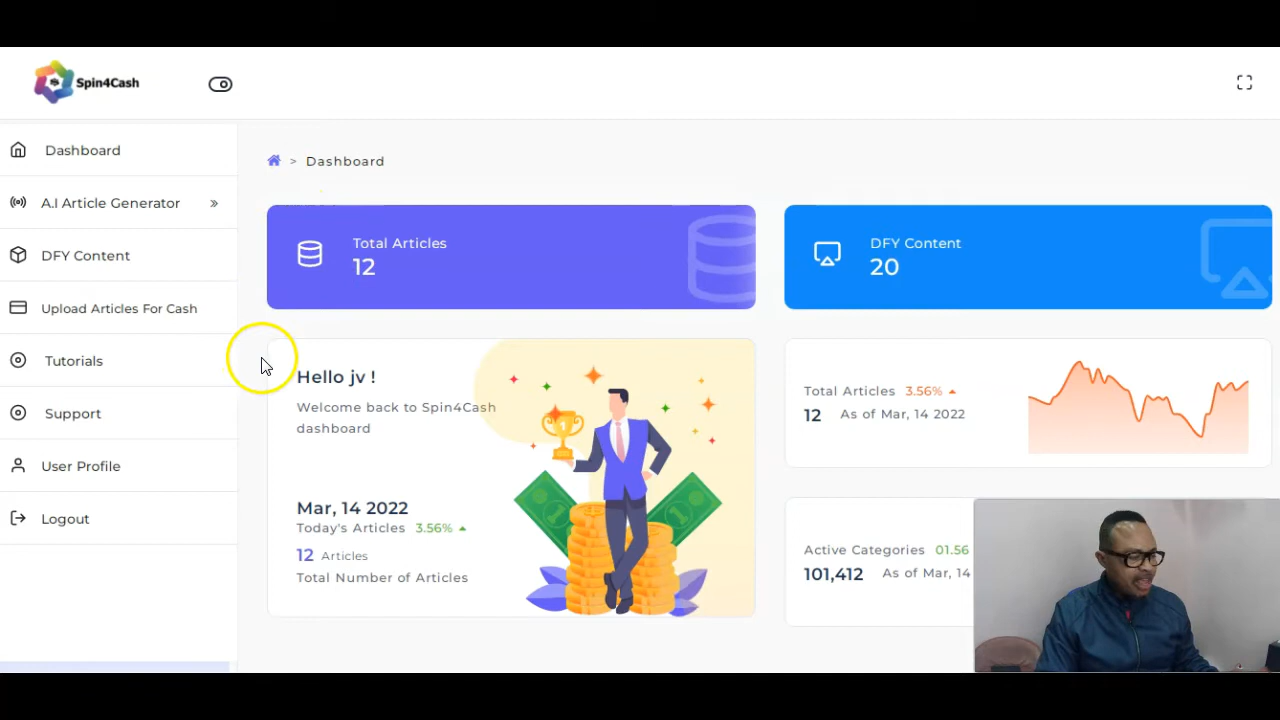 Spin4Cash
Dashboard
A.I Article Generator »
DFY Content
Upload Articles For Cash
Tutorials
Support
User Profile
Logout
> Dashboard
Total Articles
12
DFY Content
20
Hello jv !
Welcome back to Spin4Cash
dashboard
Mar, 14 2022
Today's Articles 3.56%
12 Articles
Total Number of Articles
Total Articles 3.56%
12 As of Mar, 14 2022
Active Categories 01.56
101,412 As of Mar, 14